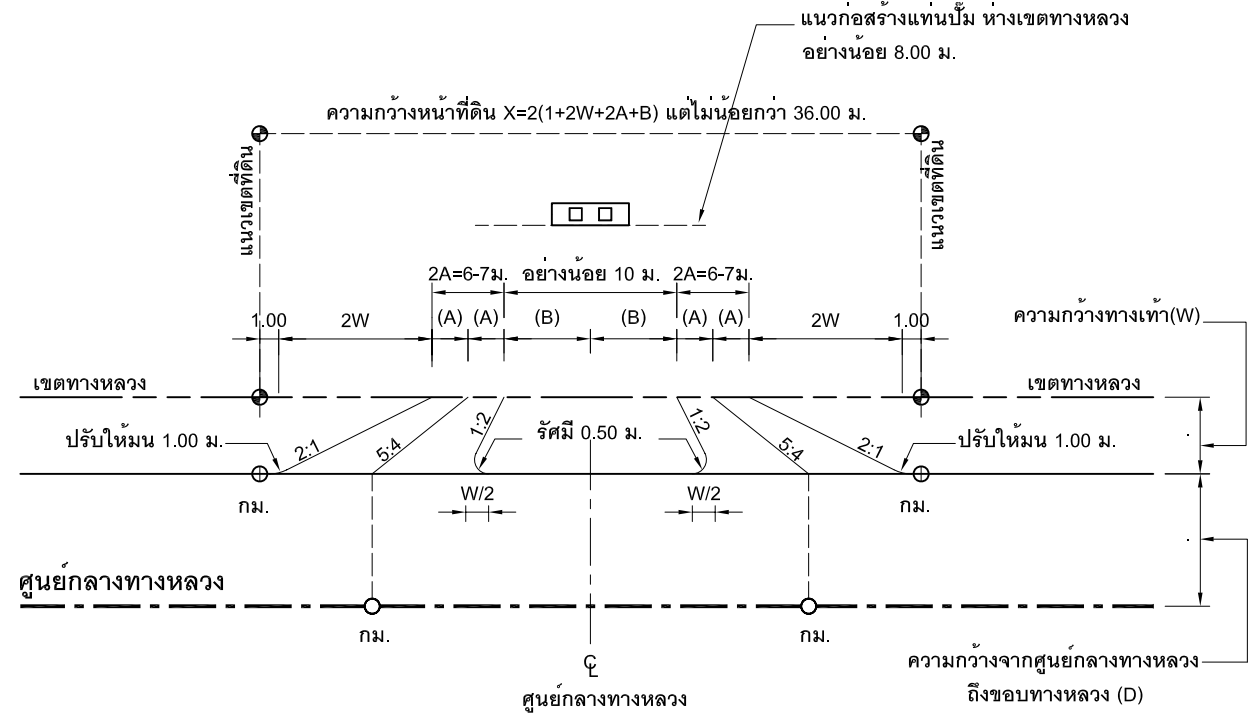 แนวก่อสร้างแท่นปั๊ม ห่างเขตทางหลวง
อย่างน้อย 8.00 ม.
ความกว้างหน้าที่ดิน X=2(1+2W+2A+B) แต่ไม่น้อยกว่า 36.00 ม.
แนวเขตที่ดิน
แนวเขตที่ดิน
2A=6-7ม. อย่างน้อย 10 ม. 2A=6-7ม.
1.00 2W (A) (A) (B) (B) (A) (A) 2W 1.00
ความกว้างทางเท้า(W)
เขตทางหลวง เขตทางหลวง
ปรับให้มน 1.00 ม. 2:1 5:4 1:2 รัศมี 0.50 ม. 1:2 5:4 2:1 ปรับให้มน 1.00 ม.
กม. W/2 W/2 กม.
ศูนย์กลางทางหลวง
กม. กม.
℄
ศูนย์กลางทางหลวง
ความกว้างจากศูนย์กลางทางหลวง
ถึงขอบทางหลวง (D)